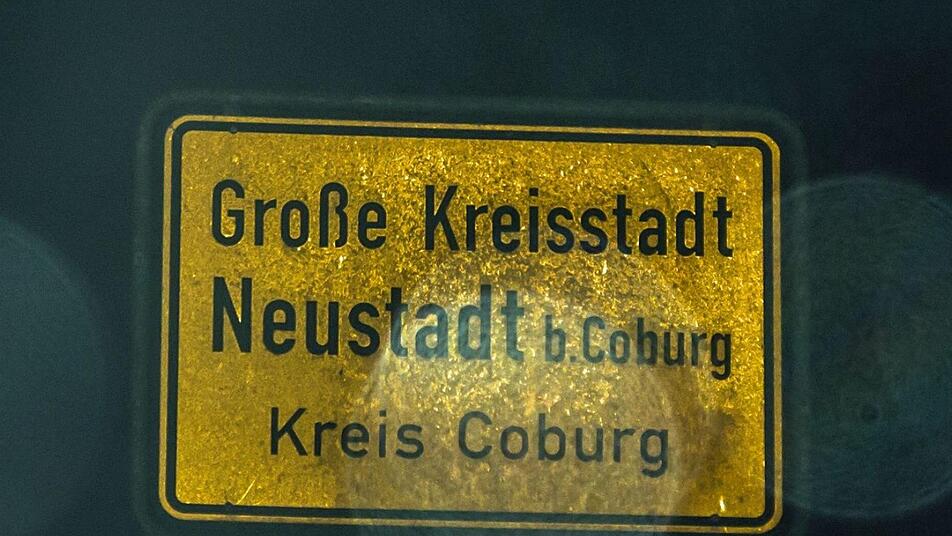 Große Kreisstadt
Neustadt b.Coburg
Kreis Coburg